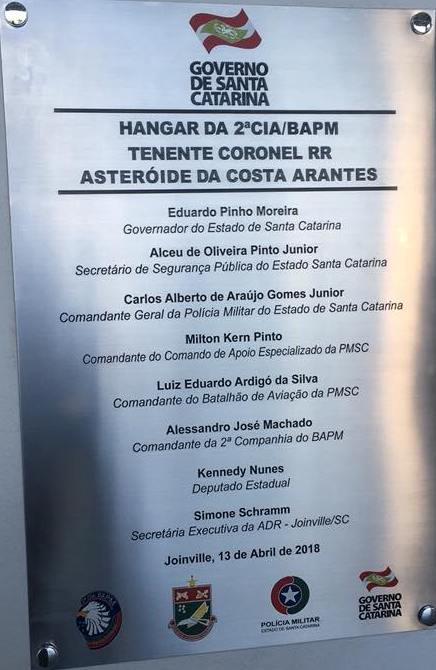 GOVERNO
DE SANTA
CATARINA
HANGAR DA 2ªCIA/BAPM
TENENTE CORONEL RR
ASTERÓIDE DA COSTA ARANTES
Eduardo Pinho Moreira
Governador do Estado de Santa Catarina
Alceu de Oliveira Pinto Junior
Secretário de Segurança Pública do Estado Santa Catarina
Carlos Alberto de Araújo Gomes Junior
Comandante Geral da Polícia Militar do Estado de Santa Catarina
Milton Kern Pinto
Comandante do Comando de Apoio Especializado da PMSC
Luiz Eduardo Ardigó da Silva
Comandante do Batalhão de Aviação da PMSC
Alessandro José Machado
Comandante da 2ª Companhia do BAPM
Kennedy Nunes
Deputado Estadual
Simone Schramm
Secretária Executiva da ADR - Joinville/SC
Joinville, 13 de Abril de 2018
POLÍCIA MILITAR
ESTADO DE SANTA CATARINA
GOVERNO
DE SANTA
CATARINA